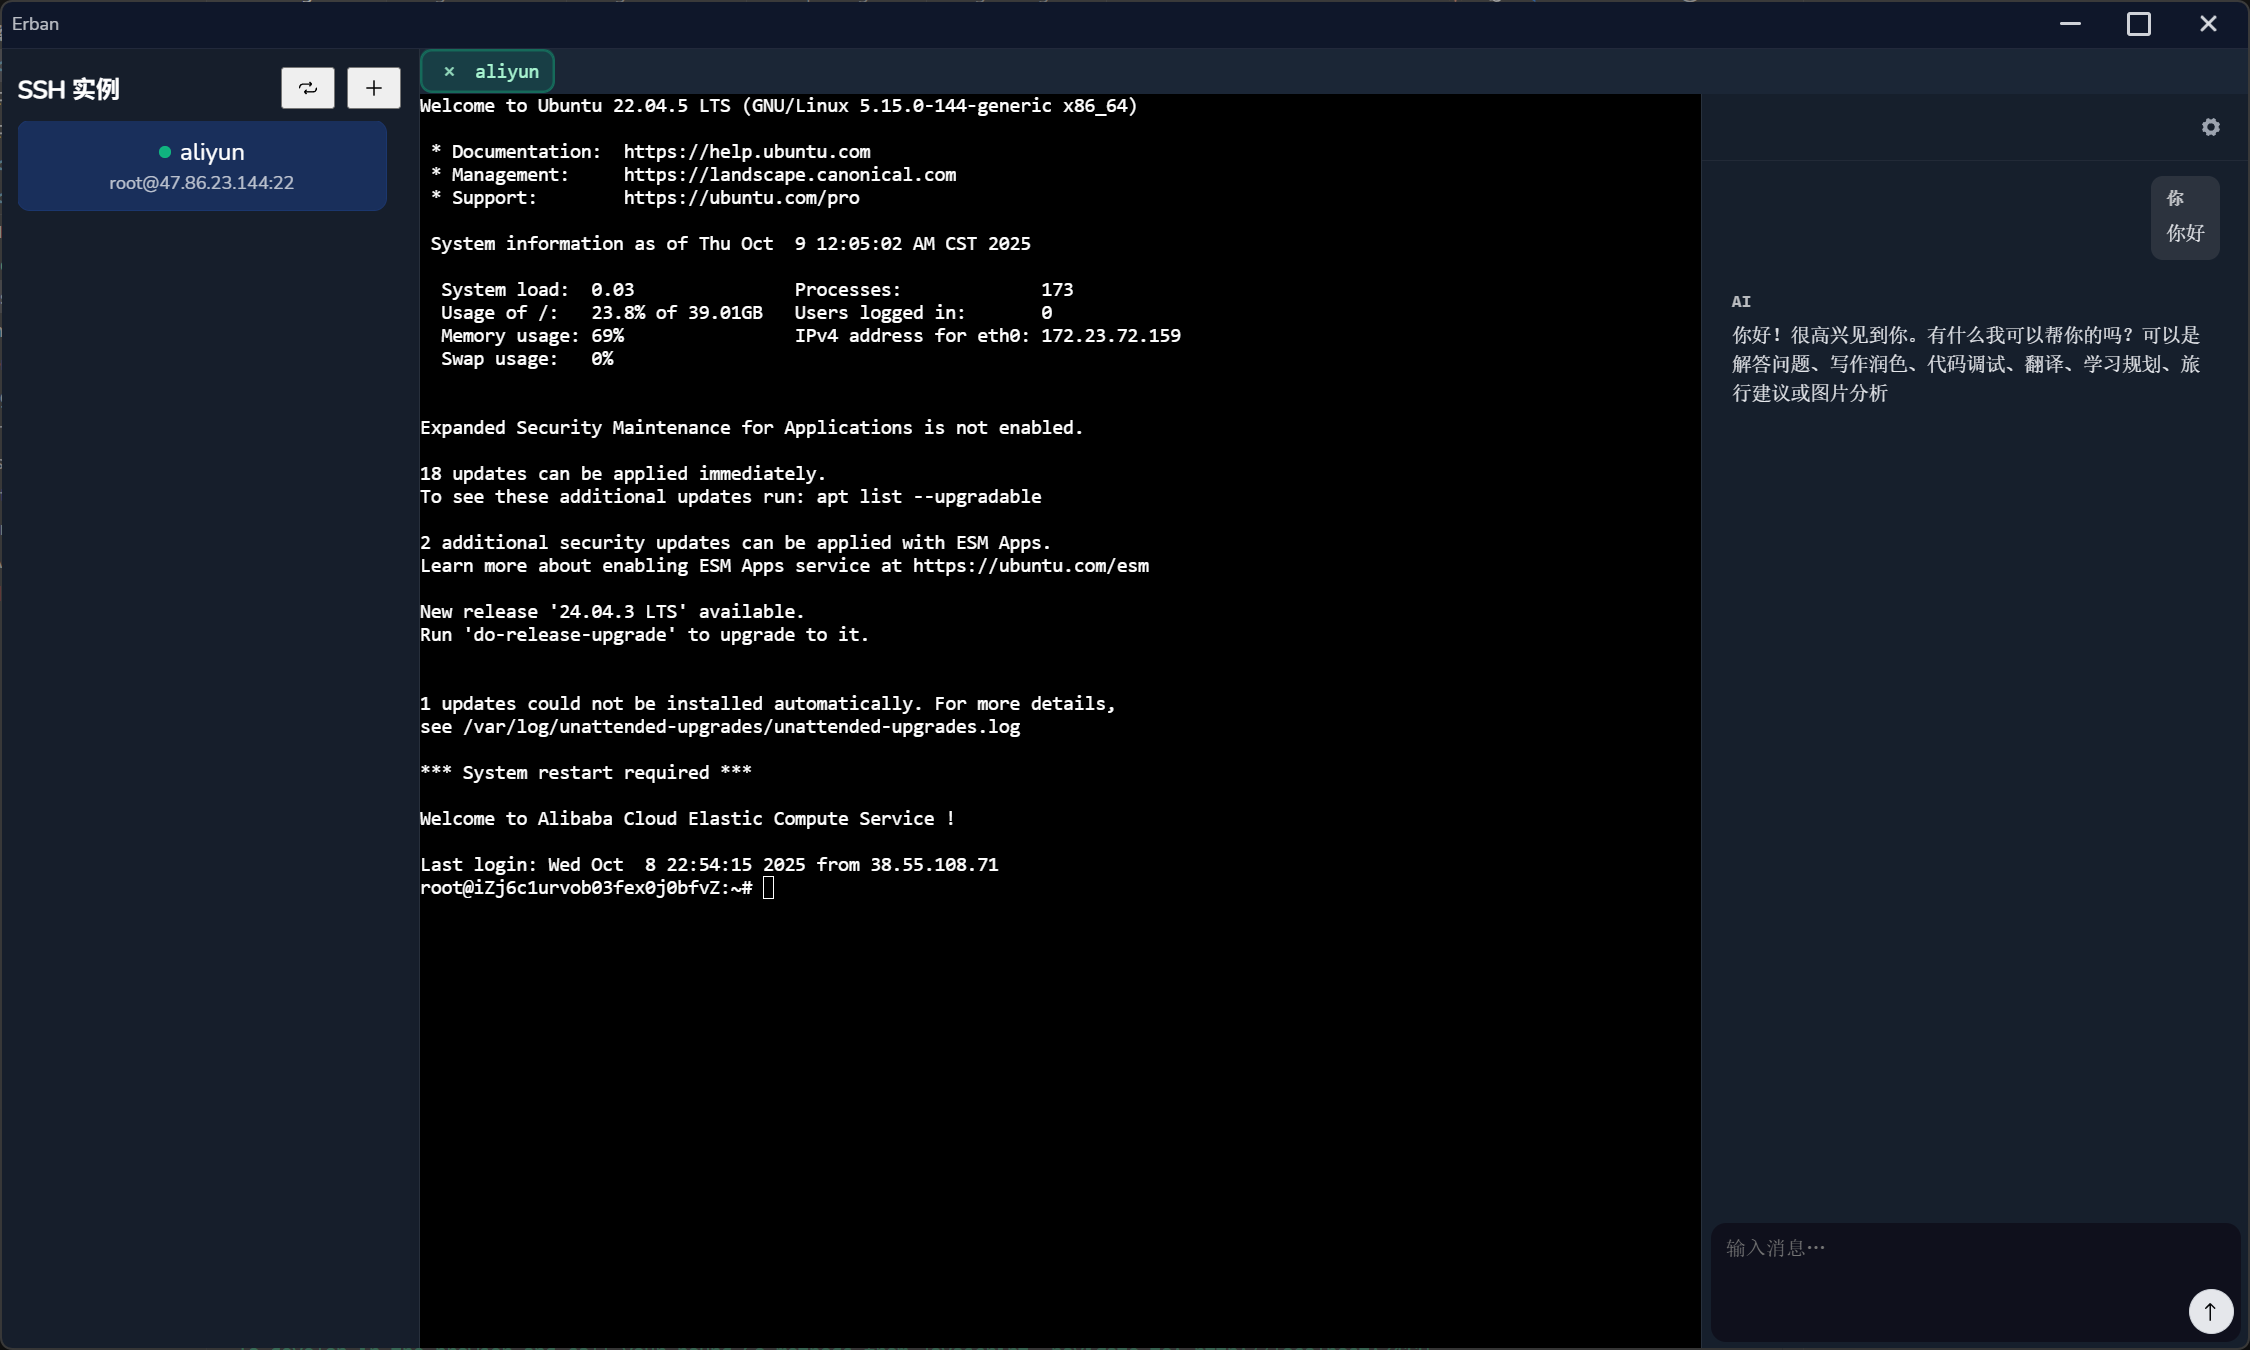 Erban
SSH 实例
aliyun
root@47.86.23.144:22
× aliyun
Welcome to Ubuntu 22.04.5 LTS (GNU/Linux 5.15.0-144-generic x86_64)
* Documentation:  https://help.ubuntu.com
* Management:     https://landscape.canonical.com
* Support:        https://ubuntu.com/pro
System information as of Thu Oct  9 12:05:02 AM CST 2025
System load:  0.03               Processes:             173
Usage of /:   23.8% of 39.01GB   Users logged in:       0
Memory usage: 69%                IPv4 address for eth0: 172.23.72.159
Swap usage:   0%
Expanded Security Maintenance for Applications is not enabled.
18 updates can be applied immediately.
To see these additional updates run: apt list --upgradable
2 additional security updates can be applied with ESM Apps.
Learn more about enabling ESM Apps service at https://ubuntu.com/esm
New release '24.04.3 LTS' available.
Run 'do-release-upgrade' to upgrade to it.
1 updates could not be installed automatically. For more details,
see /var/log/unattended-upgrades/unattended-upgrades.log
*** System restart required ***
Welcome to Alibaba Cloud Elastic Compute Service !
Last login: Wed Oct  8 22:54:15 2025 from 38.55.108.71
root@iZj6c1urvob03fex0j0bfvZ:~#
你
你好
AI
你好！很高兴见到你。有什么我可以帮你的吗？可以是
解答问题、写作润色、代码调试、翻译、学习规划、旅
行建议或图片分析
输入消息…